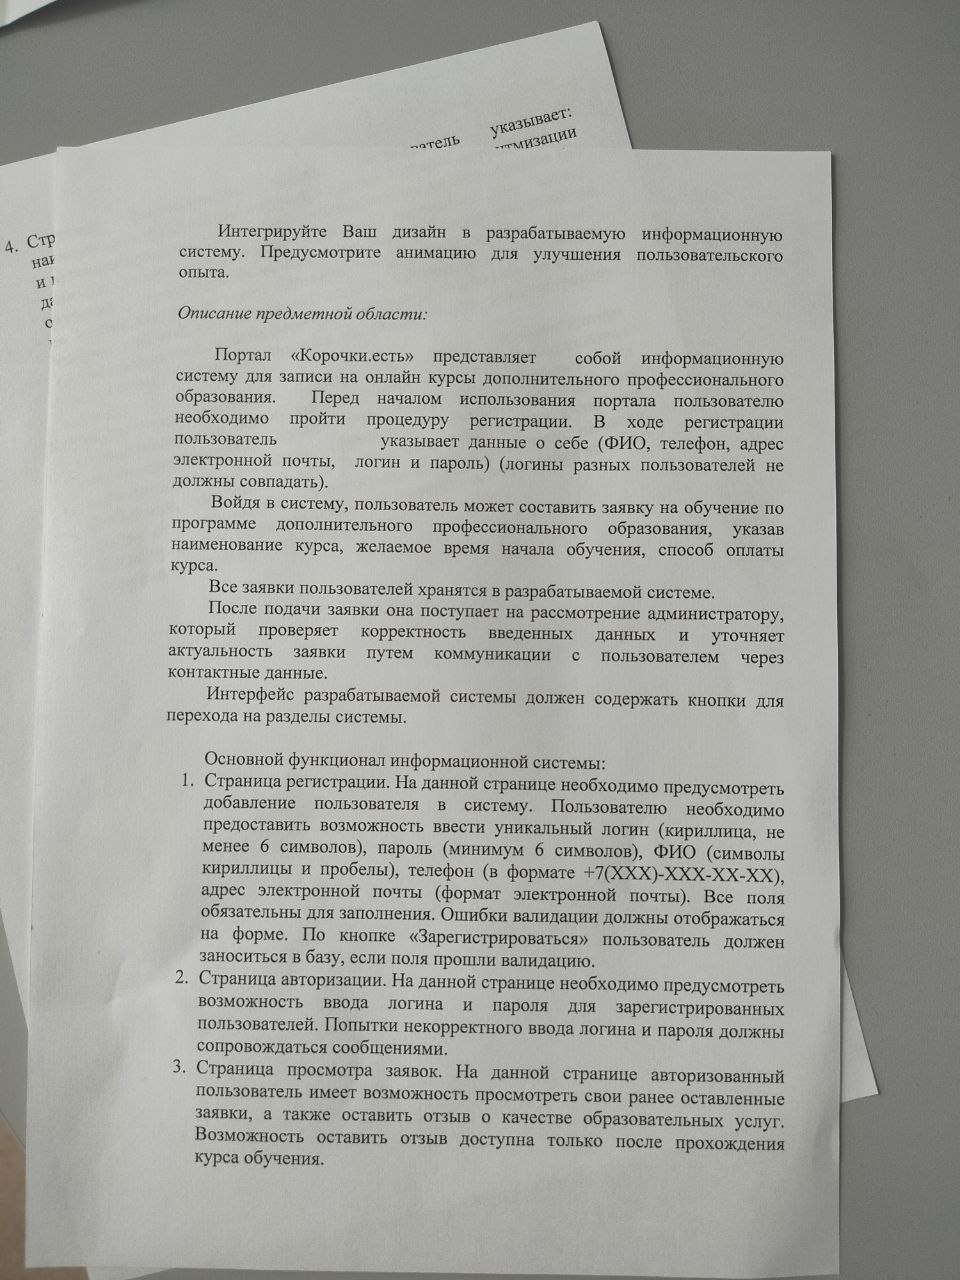 указывает:
4.
Интегрируйте Ваш дизайн в разрабатываемую информационную
систему. Предусмотрите анимацию для улучшения пользовательского
опыта.
Описание предметной области:
Портал «Корочки.есть» представляет собой информационную
систему для записи на онлайн курсы дополнительного профессионального
образования. Перед началом использования портала пользователю
необходимо пройти процедуру регистрации. В ходе регистрации
пользователь указывает данные о себе (ФИО, телефон, адрес
электронной почты, логин и пароль) (логины разных пользователей не
должны совпадать).
Войдя в систему, пользователь может составить заявку на обучение по
программе дополнительного профессионального образования, указав
наименование курса, желаемое время начала обучения, способ оплаты
курса.
Все заявки пользователей хранятся в разрабатываемой системе.
После подачи заявки она поступает на рассмотрение администратору,
который проверяет корректность введенных данных и уточняет
актуальность заявки путем коммуникации с пользователем через
контактные данные.
Интерфейс разрабатываемой системы должен содержать кнопки для
перехода на разделы системы.
Основной функционал информационной системы:
1. Страница регистрации. На данной странице необходимо предусмотреть
добавление пользователя в систему. Пользователю необходимо
предоставить возможность ввести уникальный логин (кириллица, не
менее 6 символов), пароль (минимум 6 символов), ФИО (символы
кириллицы и пробелы), телефон (в формате +7(XXX)-XXX-XX-XX),
адрес электронной почты (формат электронной почты). Все поля
обязательны для заполнения. Ошибки валидации должны отображаться
на форме. По кнопке «Зарегистрироваться» пользователь должен
заноситься в базу, если поля прошли валидацию.
2. Страница авторизации. На данной странице необходимо предусмотреть
возможность ввода логина и пароля для зарегистрированных
пользователей. Попытки некорректного ввода логина и пароля должны
сопровождаться сообщениями.
3. Страница просмотра заявок. На данной странице авторизованный
пользователь имеет возможность просмотреть свои ранее оставленные
заявки, а также оставить отзыв о качестве образовательных услуг.
Возможность оставить отзыв доступна только после прохождения
курса обучения.